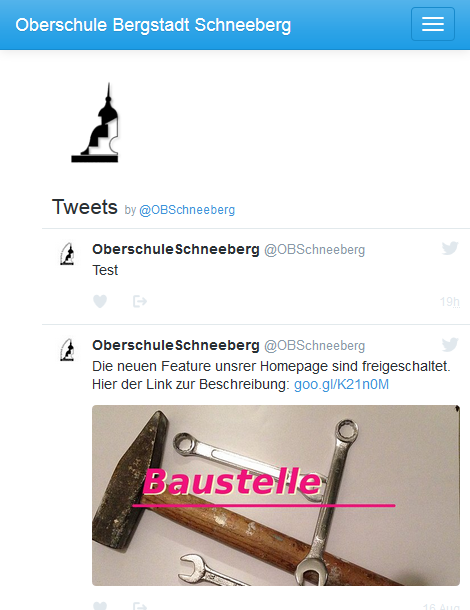 Oberschule Bergstadt Schneeberg
Tweets by @OBSchneeberg
OberschuleSchneeberg @OBSchneeberg
Test
19h
OberschuleSchneeberg @OBSchneeberg
Die neuen Feature unsrer Homepage sind freigeschaltet.
Hier der Link zur Beschreibung: goo.gl/K21n0M
Baustelle
16 Aug